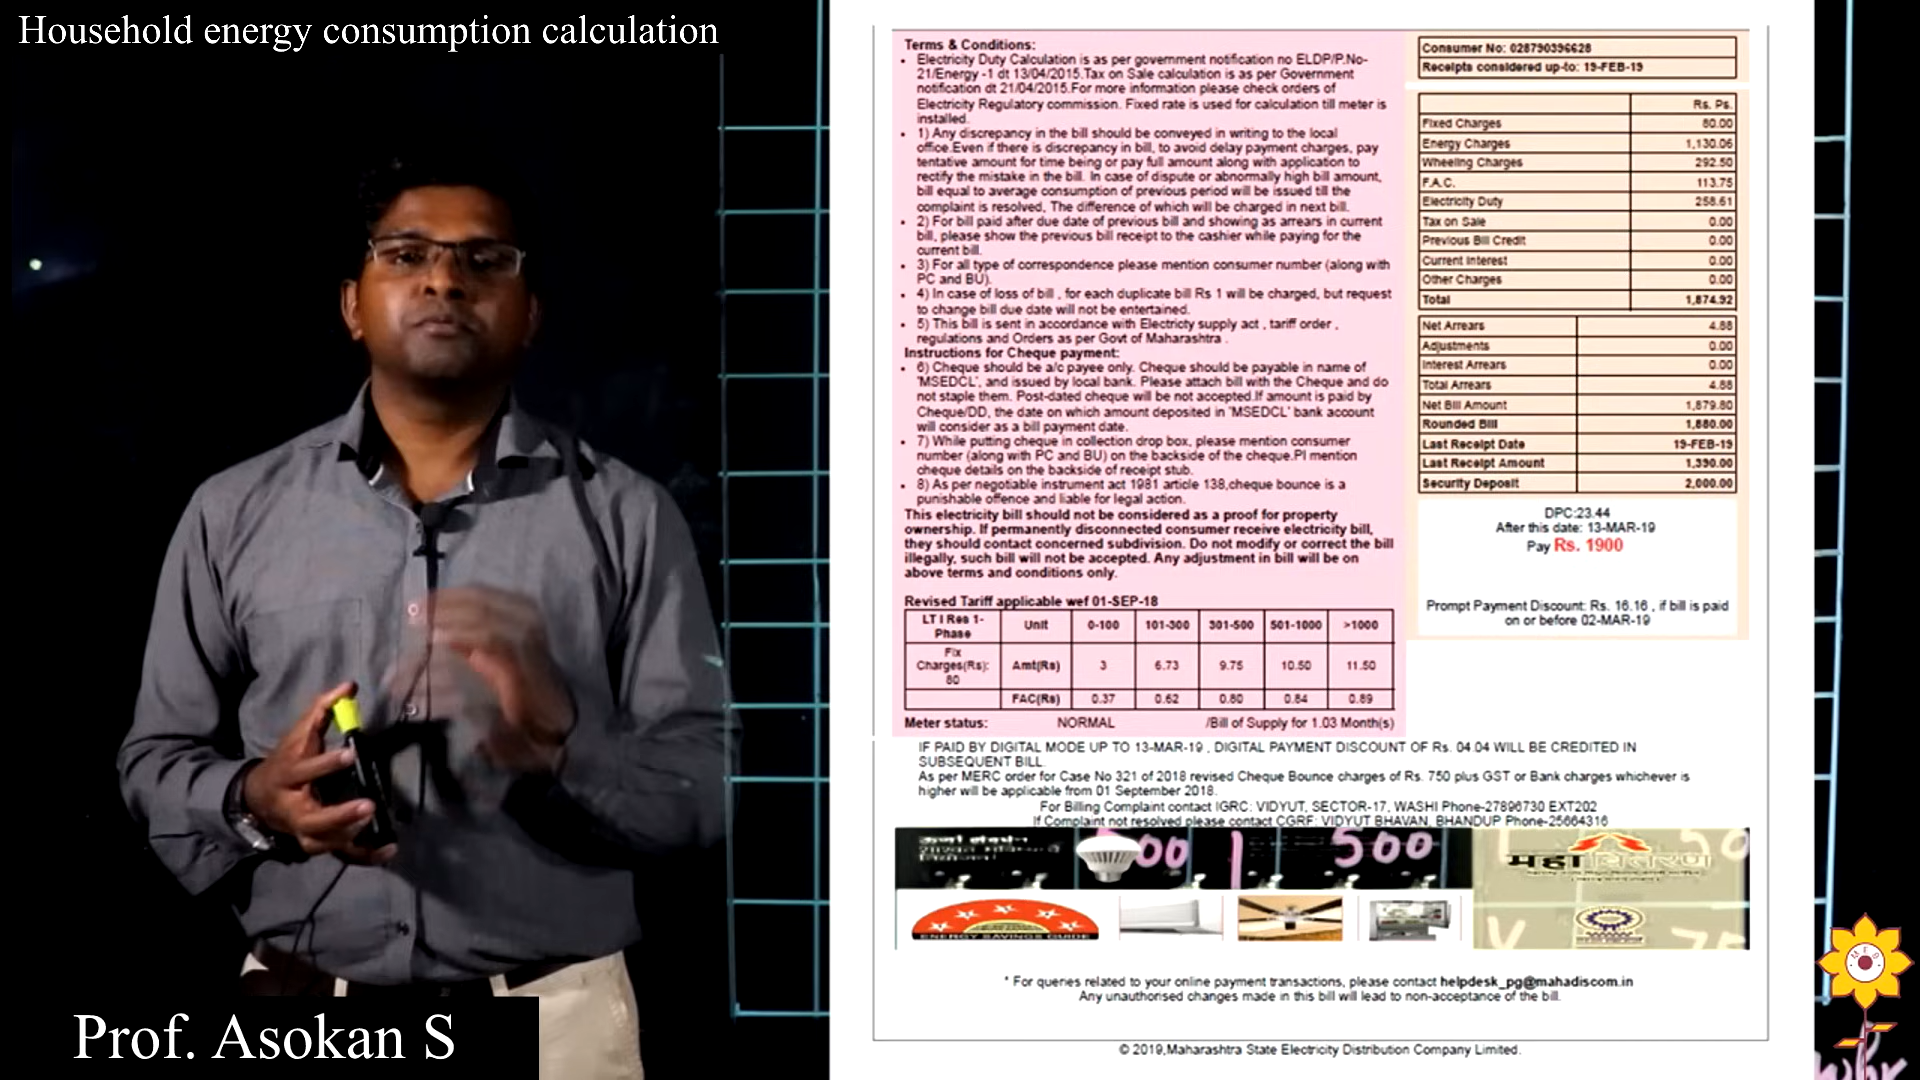 Household energy consumption calculation
Terms & Conditions:
Electricity Duty Calculation is as per government notification no ELDP/P.No-
21/Energy -1 dt 13/04/2015.Tax on Sale calculation is as per Government
notification dt 21/04/2015.For more information please check orders of
Electricity Regulatory commission. Fixed rate is used for calculation till meter is
installed.
1) Any discrepancy in the bill should be conveyed in writing to the local
office.Even if there is discrepancy in bill, to avoid delay payment charges, pay
tentative amount for time being or pay full amount along with application to
rectify the mistake in the bill. In case of dispute or abnormally high bill amount,
bill equal to average consumption of previous period will be issued till the
complaint is resolved, The difference of which will be charged in next bill.
2) For bill paid after due date of previous bill and showing as arrears in current
bill, please show the previous bill receipt to the cashier while paying for the
current bill.
3) For all type of correspondence please mention consumer number (along with
PC and BU).
4) In case of loss of bill , for each duplicate bill Rs 1 will be charged, but request
to change bill due date will not be entertained.
5) This bill is sent in accordance with Electricty supply act , tariff order ,
regulations and Orders as per Govt of Maharashtra .
Instructions for Cheque payment:
6) Cheque should be a/c payee only. Cheque should be payable in name of
'MSEDCL', and issued by local bank. Please attach bill with the Cheque and do
not staple them. Post-dated cheque will not be accepted.If amount is paid by
Cheque/DD, the date on which amount deposited in 'MSEDCL' bank account
will consider as a bill payment date.
7) While putting cheque in collection drop box, please mention consumer
number (along with PC and BU) on the backside of the cheque.Pl mention
cheque details on the backside of receipt stub.
8) As per negotiable instrument act 1981 article 138,cheque bounce is a
punishable offence and liable for legal action.
This electricity bill should not be considered as a proof for property
ownership. If permanently disconnected consumer receive electricity bill,
they should contact concerned subdivision. Do not modify or correct the bill
illegally, such bill will not be accepted. Any adjustment in bill will be on
above terms and conditions only.
Revised Tariff applicable wef 01-SEP-18
LT I Res 1-Phase Unit 0-100 101-300 301-500 501-1000 >1000
Fix Charges(Rs): 80 Amt(Rs) 3 6.73 9.75 10.50 11.50
FAC(Rs) 0.37 0.62 0.80 0.84 0.89
Meter status: NORMAL /Bill of Supply for 1.03 Month(s)
Consumer No: 028790396628
Receipts considered up-to: 19-FEB-19
Rs. Ps.
Fixed Charges 80.00
Energy Charges 1,130.06
Wheeling Charges 292.50
F.A.C. 113.75
Electricity Duty 258.61
Tax on Sale 0.00
Previous Bill Credit 0.00
Current Interest 0.00
Other Charges 0.00
Total 1,874.92
Net Arrears 4.88
Adjustments 0.00
Interest Arrears 0.00
Total Arrears 4.88
Net Bill Amount 1,879.80
Rounded Bill 1,880.00
Last Receipt Date 19-FEB-19
Last Receipt Amount 1,390.00
Security Deposit 2,000.00
DPC:23.44
After this date: 13-MAR-19
Pay Rs. 1900
Prompt Payment Discount: Rs. 16.16 , if bill is paid
on or before 02-MAR-19
IF PAID BY DIGITAL MODE UP TO 13-MAR-19 , DIGITAL PAYMENT DISCOUNT OF Rs. 04.04 WILL BE CREDITED IN
SUBSEQUENT BILL.
As per MERC order for Case No 321 of 2018 revised Cheque Bounce charges of Rs. 750 plus GST or Bank charges whichever is
higher will be applicable from 01 September 2018.
For Billing Complaint contact IGRC: VIDYUT, SECTOR-17, WASHI Phone-27896730 EXT202
If Complaint not resolved please contact CGRF: VIDYUT BHAVAN, BHANDUP Phone-25664316
00 1 500
महावितरण
ENERGY SAVINGS GUIDE
* For queries related to your online payment transactions, please contact helpdesk_pg@mahadiscom.in
Any unauthorised changes made in this bill will lead to non-acceptance of the bill.
© 2019,Maharashtra State Electricity Distribution Company Limited.
Prof. Asokan S